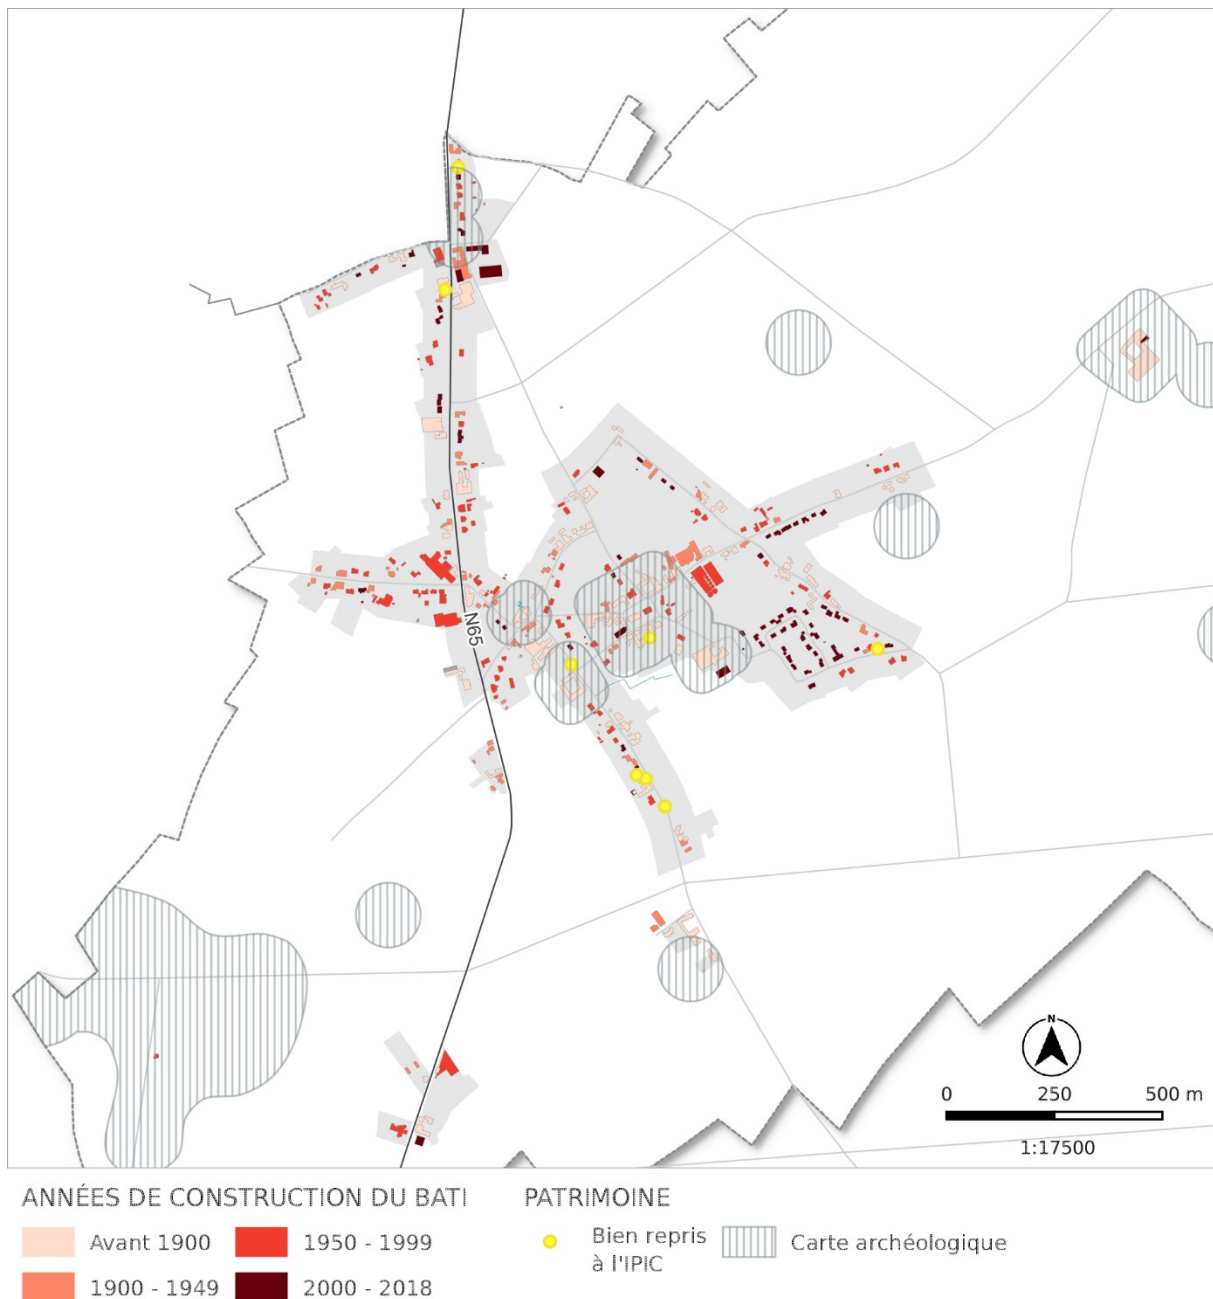 N65
N
0 250 500 m
1:17500
ANNÉES DE CONSTRUCTION DU BATI
PATRIMOINE
Avant 1900
1950 - 1999
Bien repris
à l'IPIC
Carte archéologique
1900 - 1949
2000 - 2018